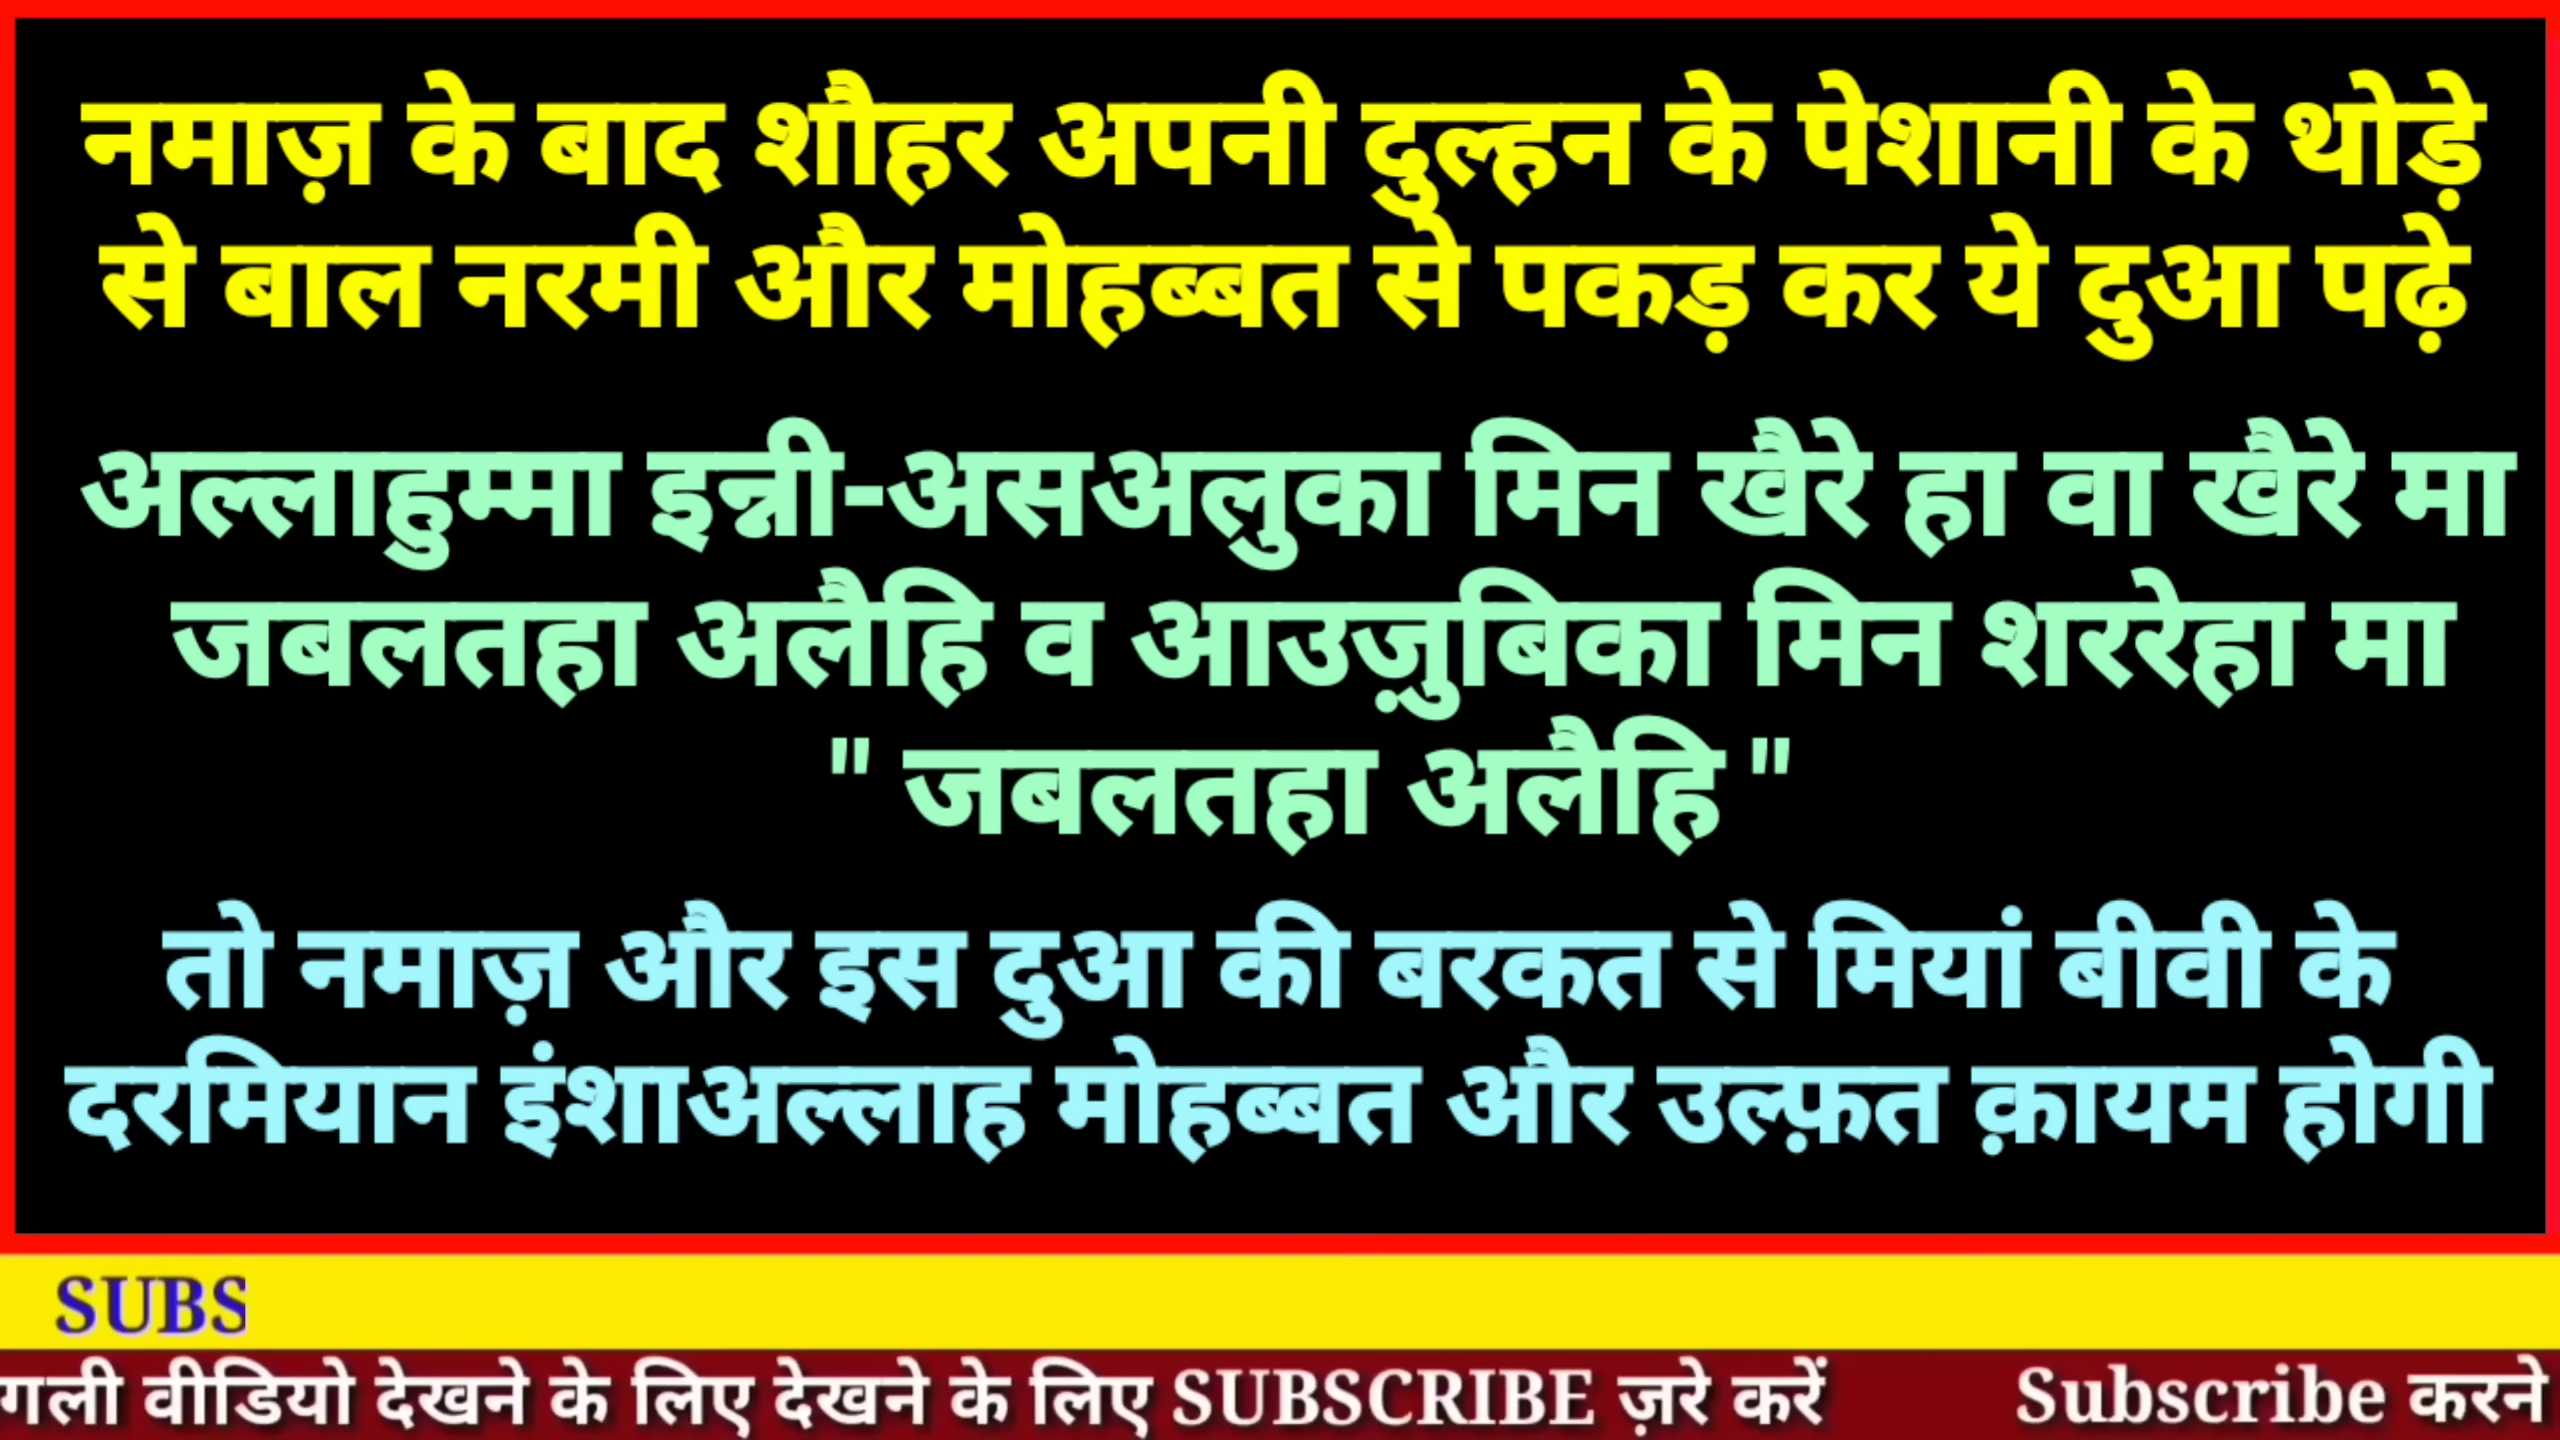 नमाज़ के बाद शौहर अपनी दुल्हन के पेशानी के थोड़े
से बाल नरमी और मोहब्बत से पकड़ कर ये दुआ पढ़े
अल्लाहुम्मा इन्नी-असअलुका मिन खैरे हा वा खैरे मा
जबलतहा अलैहि व आउज़ुबिका मिन शररेहा मा
" जबलतहा अलैहि "
तो नमाज़ और इस दुआ की बरकत से मियां बीवी के
दरमियान इंशाअल्लाह मोहब्बत और उल्फ़त क़ायम होगी
SUBS
गली वीडियो देखने के लिए देखने के लिए SUBSCRIBE ज़रे करें Subscribe करने